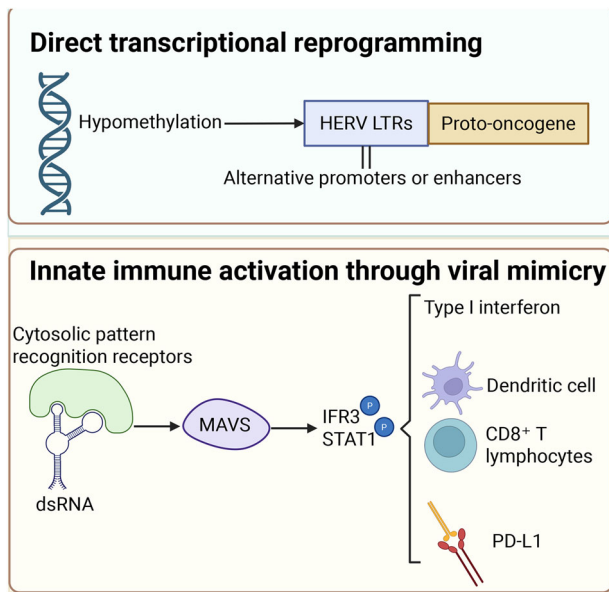 Direct transcriptional reprogramming
Hypomethylation
HERV LTRs
Proto-oncogene
Alternative promoters or enhancers
Innate immune activation through viral mimicry
Cytosolic pattern
recognition receptors
dsRNA
MAVS
IFR3
STAT1
P
P
Type I interferon
Dendritic cell
CD8⁺ T
lymphocytes
PD-L1